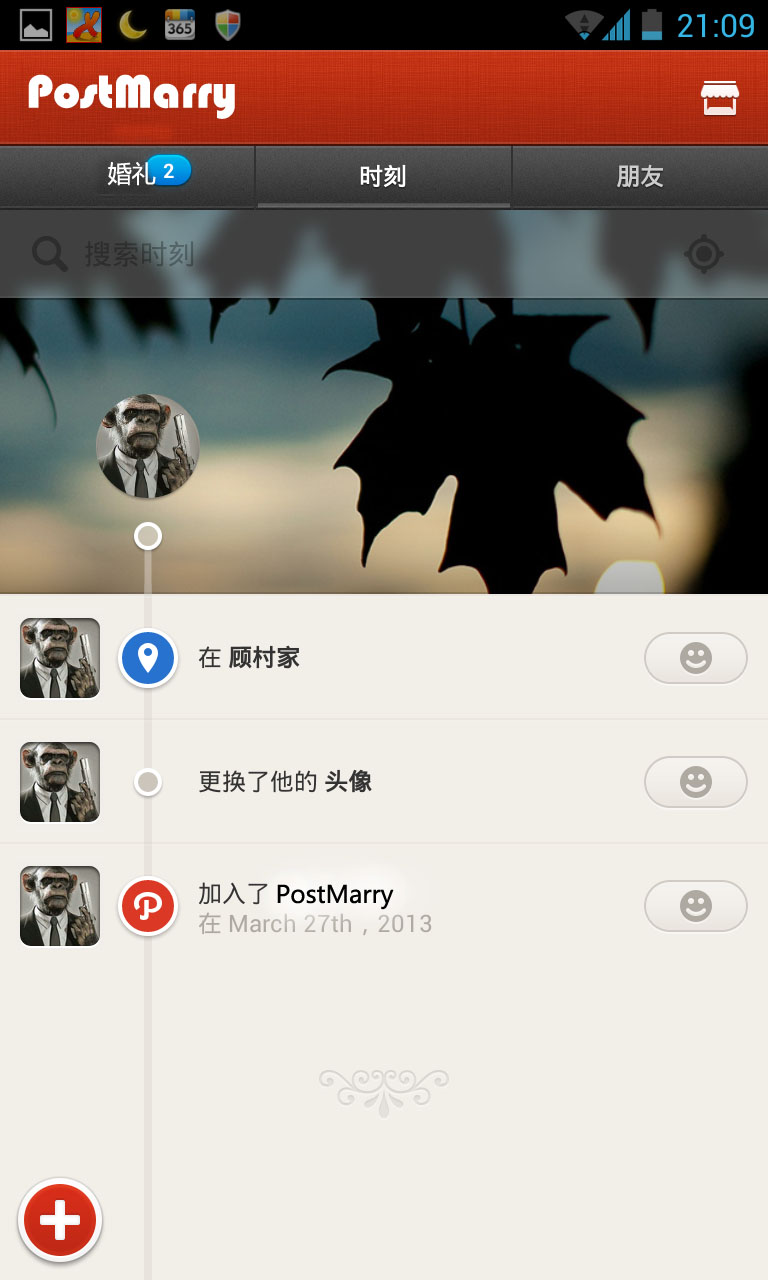 365
21:09
PostMarry
婚礼 2
时刻
朋友
搜索时刻
在 顾村家
更换了他的 头像
加入了 PostMarry
在 March 27th , 2013